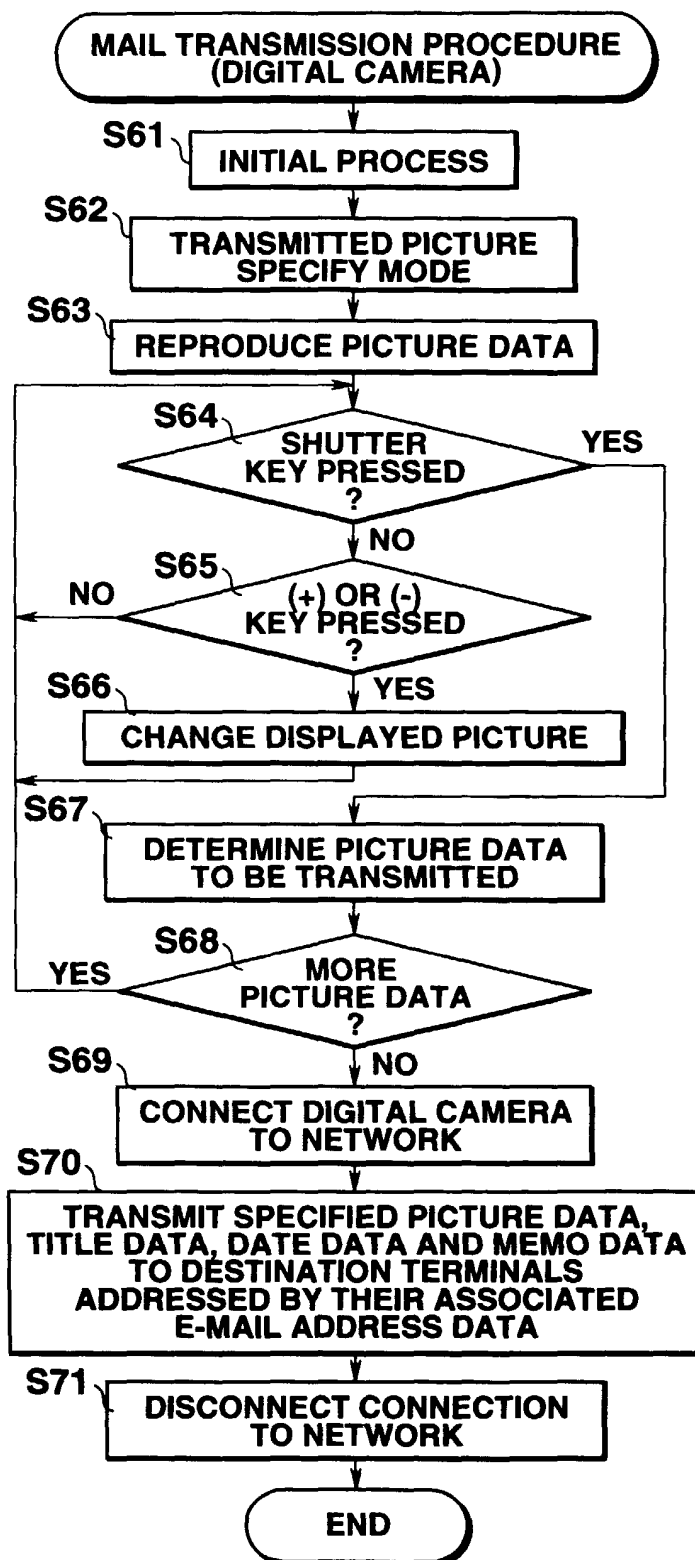 MAIL TRANSMISSION PROCEDURE
(DIGITAL CAMERA)
S61
INITIAL PROCESS
S62
TRANSMITTED PICTURE
SPECIFY MODE
S63
REPRODUCE PICTURE DATA
S64
SHUTTER
KEY PRESSED
?
YES
NO
S65
(+) OR (-)
KEY PRESSED
?
NO
YES
S66
CHANGE DISPLAYED PICTURE
S67
DETERMINE PICTURE DATA
TO BE TRANSMITTED
S68
MORE
PICTURE DATA
?
YES
NO
S69
CONNECT DIGITAL CAMERA
TO NETWORK
S70
TRANSMIT SPECIFIED PICTURE DATA,
TITLE DATA, DATE DATA AND MEMO DATA
TO DESTINATION TERMINALS
ADDRESSED BY THEIR ASSOCIATED
E-MAIL ADDRESS DATA
S71
DISCONNECT CONNECTION
TO NETWORK
END